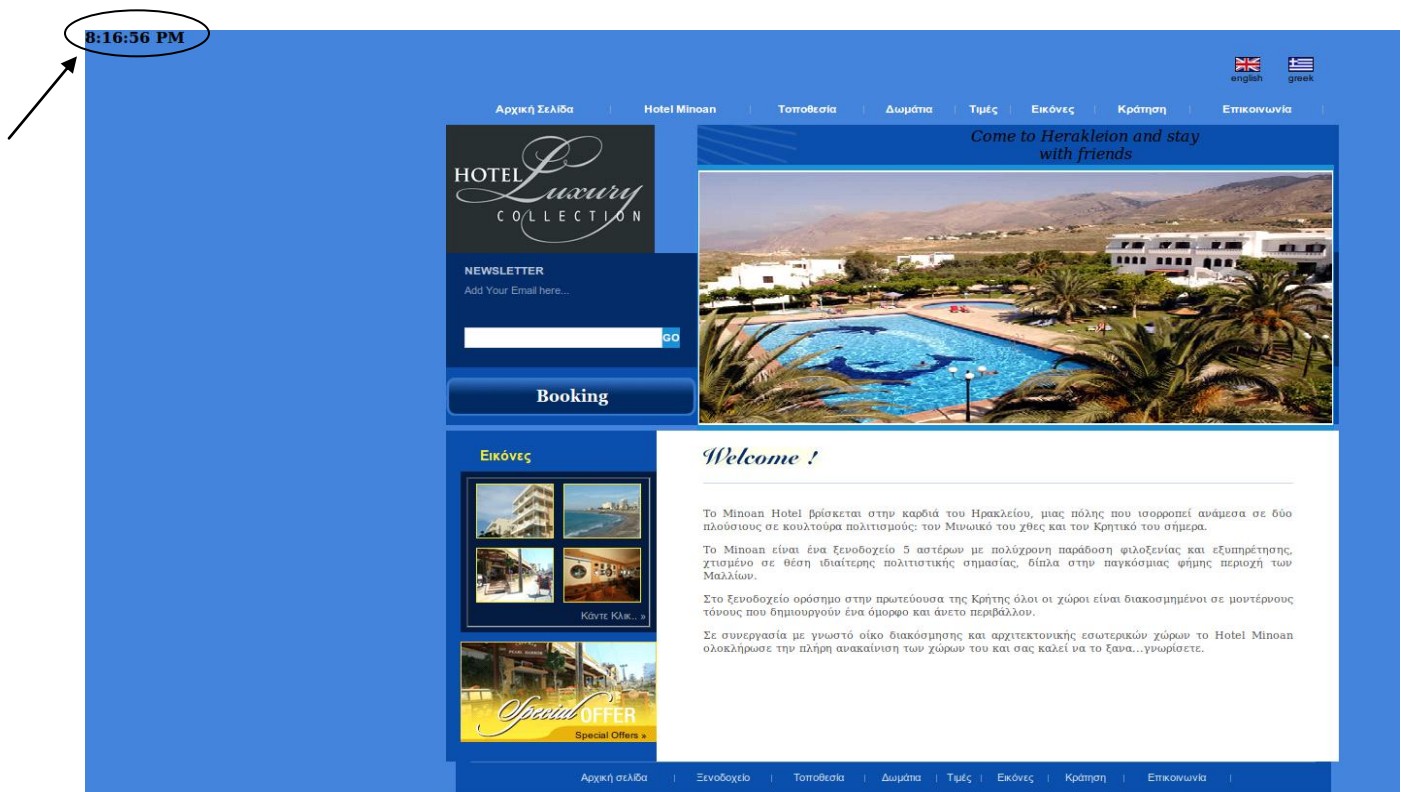 8:16:56 PM
english greek
Αρχική Σελίδα | Hotel Minoan | Τοποθεσία | Δωμάτια | Τιμές | Εικόνες | Κράτηση | Επικοινωνία |
Come to Herakleion and stay
with friends
HOTEL Luxury
COLLECTION
NEWSLETTER
Add Your Email here...
GO
Booking
Εικόνες
Κάντε Κλικ.. »
Special OFFER
Special Offers »
Welcome !
Το Minoan Hotel βρίσκεται στην καρδιά του Ηρακλείου, μιας πόλης που ισορροπεί ανάμεσα σε δύο
πλούσιους σε κουλτούρα πολιτισμούς: τον Μινωικό του χθες και τον Κρητικό του σήμερα.
Το Minoan είναι ένα ξενοδοχείο 5 αστέρων με πολύχρονη παράδοση φιλοξενίας και εξυπηρέτησης,
χτισμένο σε θέση ιδιαίτερης πολιτιστικής σημασίας, δίπλα στην παγκόσμιας φήμης περιοχή των
Μαλλίων.
Στο ξενοδοχείο ορόσημο στην πρωτεύουσα της Κρήτης όλοι οι χώροι είναι διακοσμημένοι σε μοντέρνους
τόνους που δημιουργούν ένα όμορφο και άνετο περιβάλλον.
Σε συνεργασία με γνωστό οίκο διακόσμησης και αρχιτεκτονικής εσωτερικών χώρων το Hotel Minoan
ολοκλήρωσε την πλήρη ανακαίνιση των χώρων του και σας καλεί να το ξανα...γνωρίσετε.
Αρχική σελίδα | Ξενοδοχείο | Τοποθεσία | Δωμάτια | Τιμές | Εικόνες | Κράτηση | Επικοινωνία |